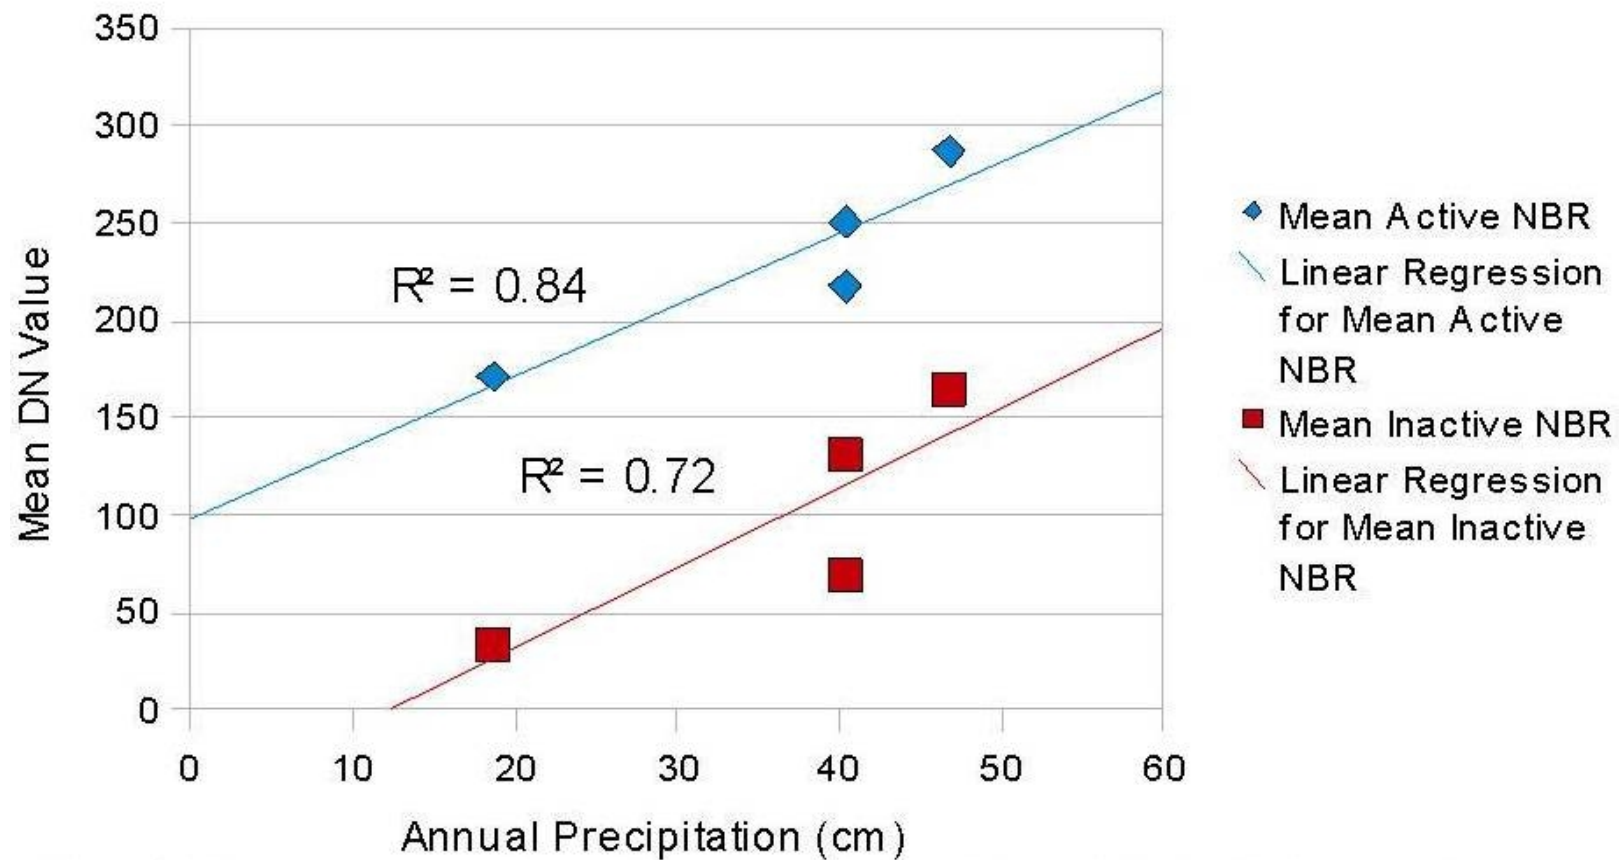 350
300
250
200
150
100
50
0
Mean DN Value
R² = 0.84
R² = 0.72
0 10 20 30 40 50 60
Annual Precipitation (cm)
Mean Active NBR
Linear Regression
for Mean Active
NBR
Mean Inactive NBR
Linear Regression
for Mean Inactive
NBR